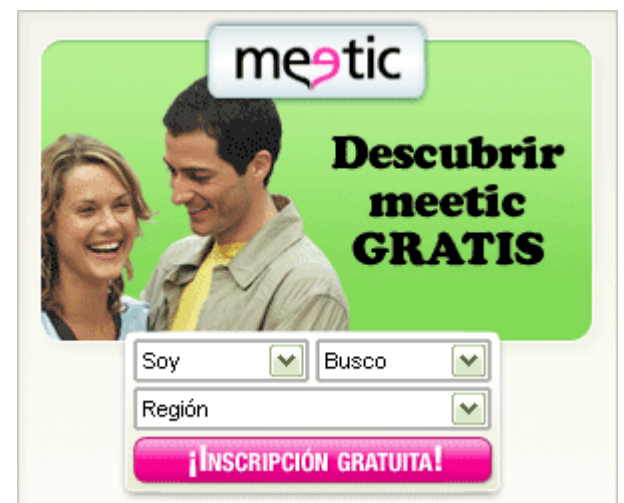 meetic
Descubrir
meetic
GRATIS
Soy Busco
Región
¡INSCRIPCIÓN GRATUITA!